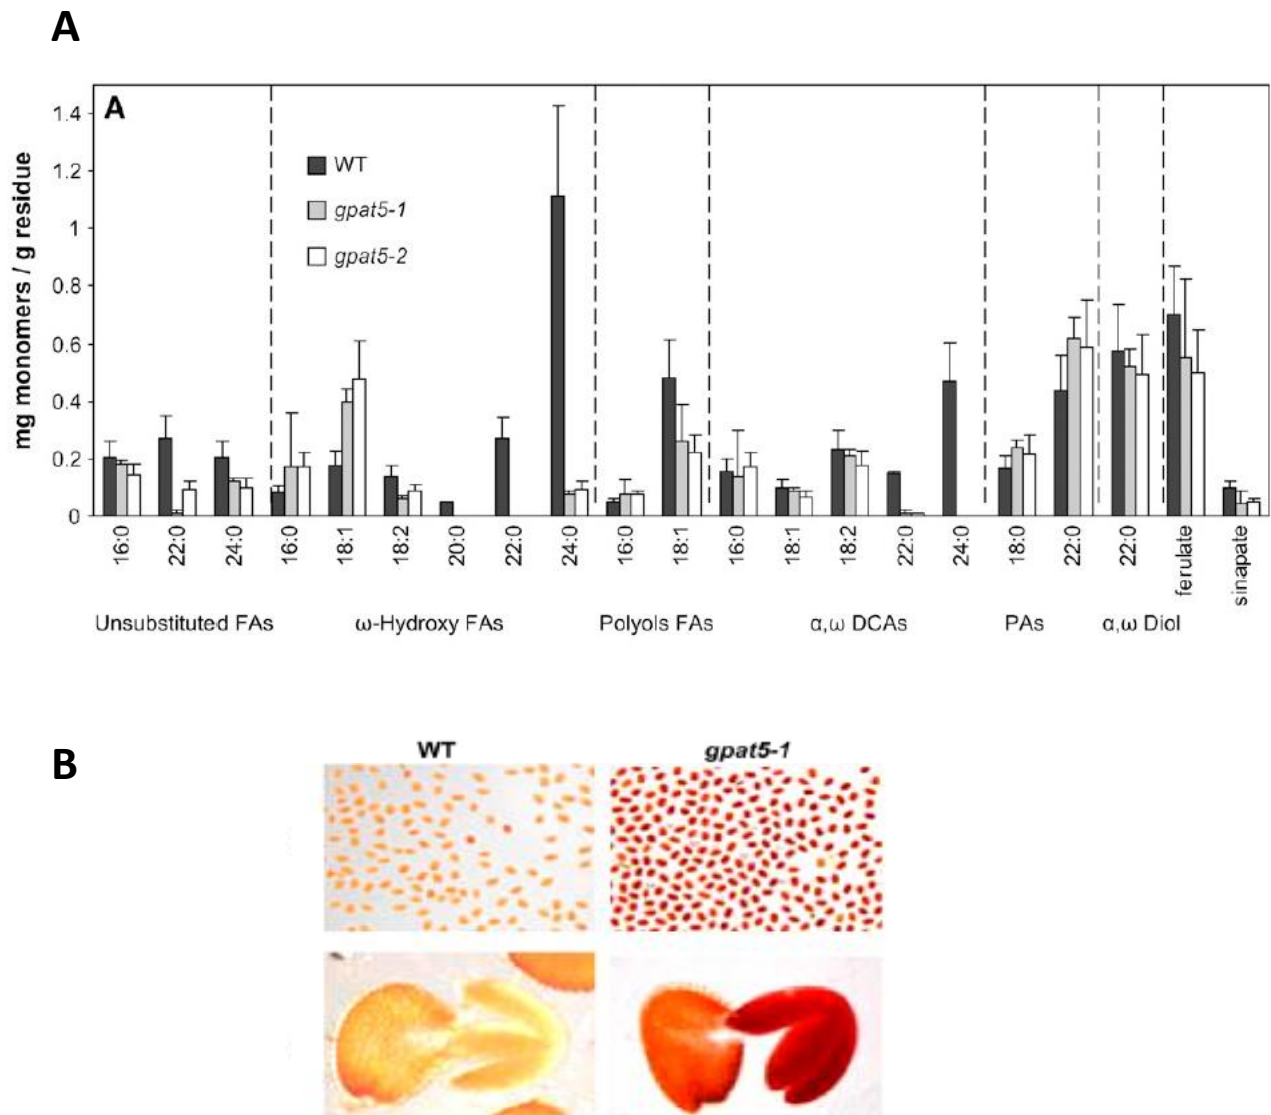 A
A
mg monomers / g residue
1.4
1.2
1
0.8
0.6
0.4
0.2
0
WT
gpat5-1
gpat5-2
16:0 22:0 24:0 16:0 18:1 18:2 20:0 22:0 24:0 16:0 18:1 16:0 18:1 18:2 22:0 24:0 18:0 22:0 22:0 ferulate sinapate
Unsubstituted FAs ω-Hydroxy FAs Polyols FAs α,ω DCAs PAs α,ω Diol
B
WT gpat5-1